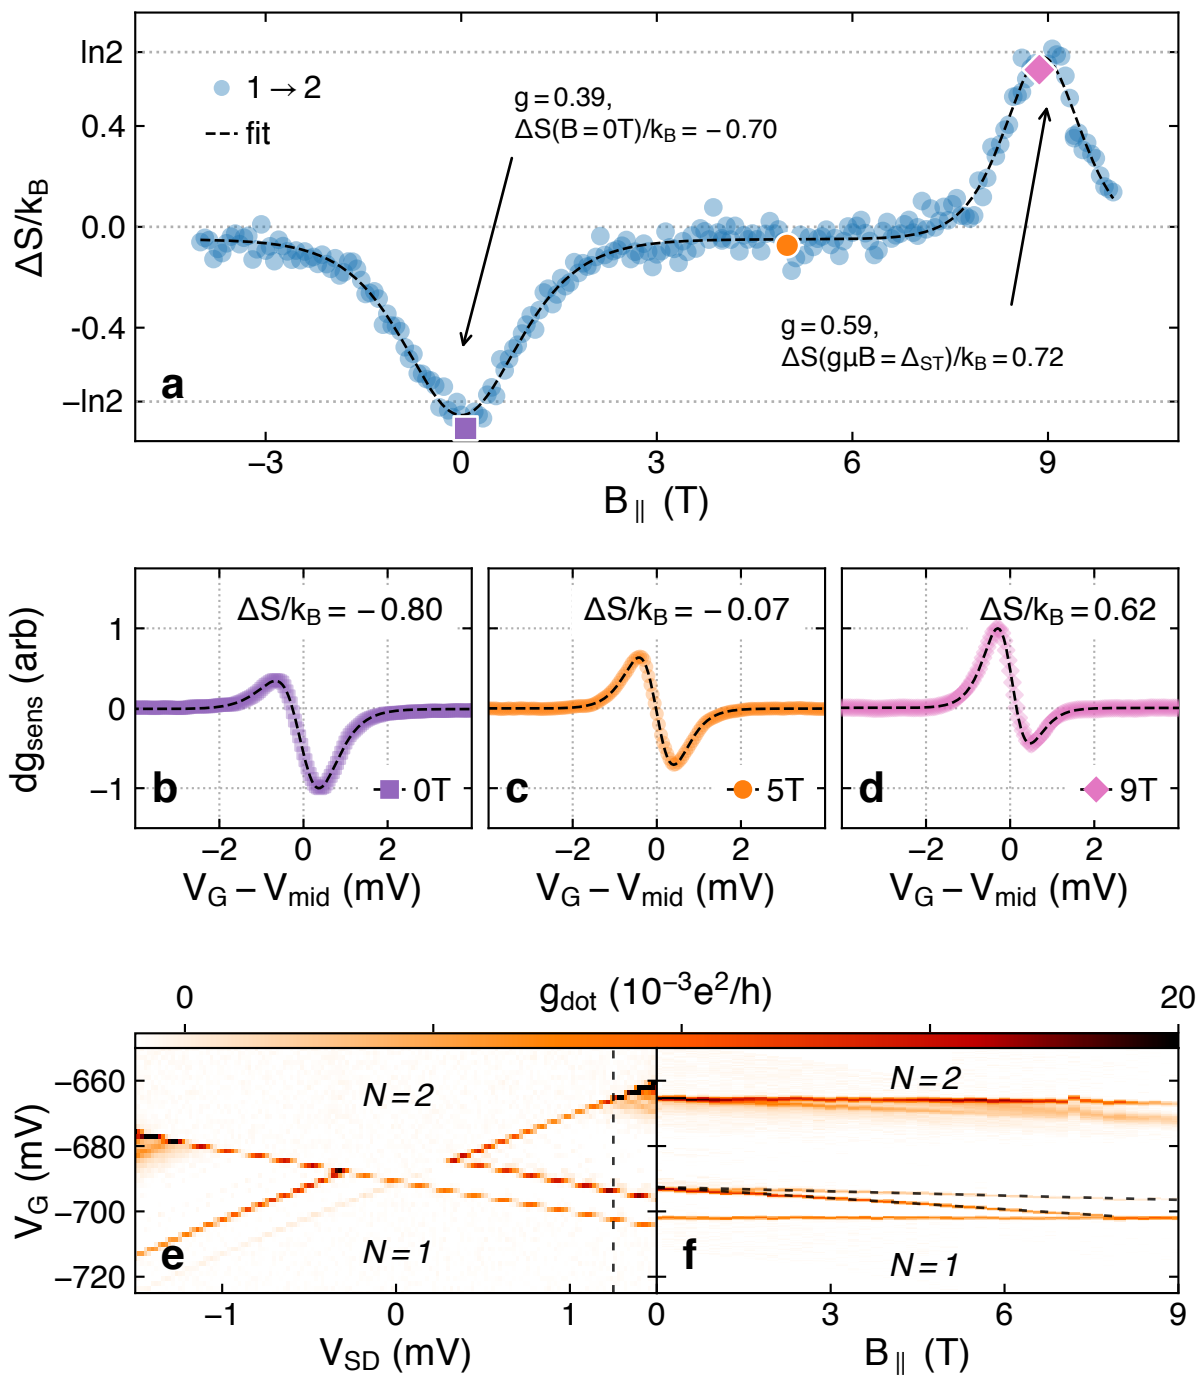 ln2
0.4
0.0
-0.4
−ln2
ΔS/k_B
1 → 2
fit
g = 0.39,
ΔS(B = 0T)/k_B = − 0.70
g = 0.59,
ΔS(gμB = Δ_ST)/k_B = 0.72
a
−3
0
3
6
9
B_|| (T)
ΔS/k_B = − 0.80
ΔS/k_B = − 0.07
ΔS/k_B = 0.62
1
0
−1
dg_sens (arb)
b
0T
c
5T
d
9T
−2
0
2
−2
0
2
−2
0
2
V_G − V_mid (mV)
V_G − V_mid (mV)
V_G − V_mid (mV)
0
g_dot (10⁻³e²/h)
20
−660
−680
−700
−720
V_G (mV)
N = 2
N = 1
e
N = 2
N = 1
f
−1
0
1
0
3
6
9
V_SD (mV)
B_|| (T)